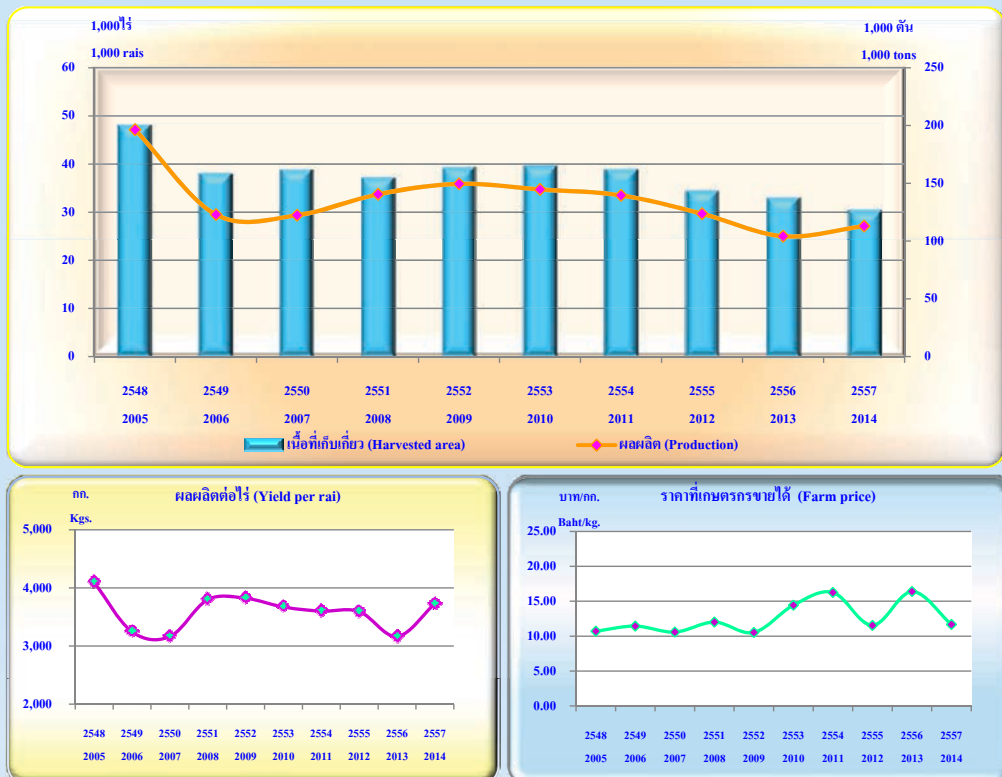 1,000ไร่
1,000 rais
1,000 ตัน
1,000 tons
60
50
40
30
20
10
0
250
200
150
100
50
0
2548 2549 2550 2551 2552 2553 2554 2555 2556 2557
2005 2006 2007 2008 2009 2010 2011 2012 2013 2014
เนื้อที่เก็บเกี่ยว (Harvested area) ผลผลิต (Production)
กก. ผลผลิตต่อไร่ (Yield per rai)
Kgs.
5,000
4,000
3,000
2,000
2548 2549 2550 2551 2552 2553 2554 2555 2556 2557
2005 2006 2007 2008 2009 2010 2011 2012 2013 2014
บาท/กก. ราคาที่เกษตรกรขายได้ (Farm price)
Baht/kg.
25.00
20.00
15.00
10.00
5.00
0.00
2548 2549 2550 2551 2552 2553 2554 2555 2556 2557
2005 2006 2007 2008 2009 2010 2011 2012 2013 2014